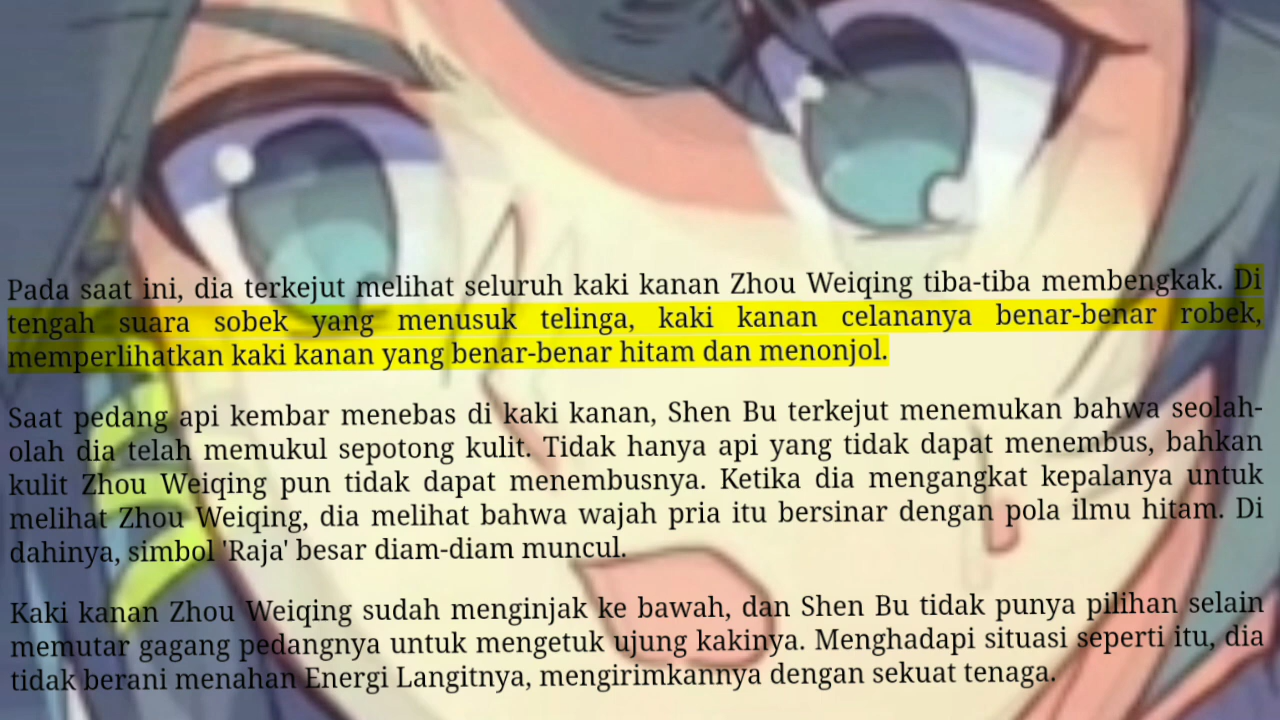 Pada saat ini, dia terkejut melihat seluruh kaki kanan Zhou Weiqing tiba-tiba membengkak. Di
tengah suara sobek yang menusuk telinga, kaki kanan celananya benar-benar robek,
memperlihatkan kaki kanan yang benar-benar hitam dan menonjol.
Saat pedang api kembar menebas di kaki kanan, Shen Bu terkejut menemukan bahwa seolah-
olah dia telah memukul sepotong kulit. Tidak hanya api yang tidak dapat menembus, bahkan
kulit Zhou Weiqing pun tidak dapat menembusnya. Ketika dia mengangkat kepalanya untuk
melihat Zhou Weiqing, dia melihat bahwa wajah pria itu bersinar dengan pola ilmu hitam. Di
dahinya, simbol 'Raja' besar diam-diam muncul.
Kaki kanan Zhou Weiqing sudah menginjak ke bawah, dan Shen Bu tidak punya pilihan selain
memutar gagang pedangnya untuk mengetuk ujung kakinya. Menghadapi situasi seperti itu, dia
tidak berani menahan Energi Langitnya, mengirimkannya dengan sekuat tenaga.